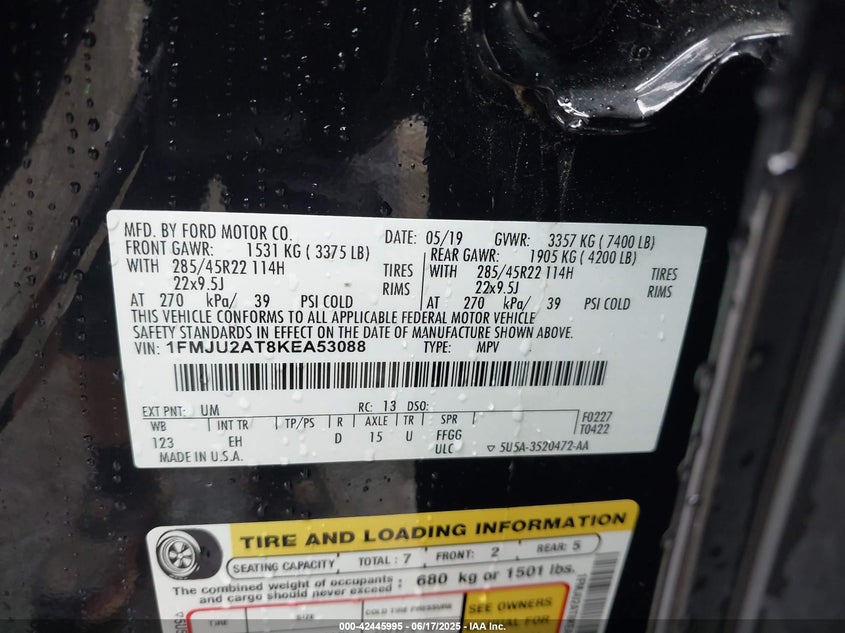 MFD. BY FORD MOTOR CO. DATE: 05/19 GVWR: 3357 KG ( 7400 LB)
FRONT GAWR: 1531 KG ( 3375 LB) REAR GAWR: 1905 KG ( 4200 LB)
WITH 285/45R22 114H TIRES WITH 285/45R22 114H TIRES
22x9.5J RIMS 22x9.5J RIMS
AT 270 kPa/ 39 PSI COLD AT 270 kPa/ 39 PSI COLD
THIS VEHICLE CONFORMS TO ALL APPLICABLE FEDERAL MOTOR VEHICLE
SAFETY STANDARDS IN EFFECT ON THE DATE OF MANUFACTURE SHOWN ABOVE.
VIN: 1FMJU2AT8KEA53088 TYPE: MPV
EXT PNT: UM RC: 13 DSO:
WB INT TR TP/PS R AXLE TR SPR F0227
123 EH D 15 U FFGG T0422
MADE IN U.S.A. ULC 5U5A-3520472-AA
TIRE AND LOADING INFORMATION
SEATING CAPACITY TOTAL : 7 FRONT: 2 REAR: 5
The combined weight of occupants and cargo should never exceed : 680 kg or 1501 lbs.
TIRE SIZE COLD TIRE PRESSURE SEE OWNERS
000-42445995 - 06/17/2025 - IAA Inc.